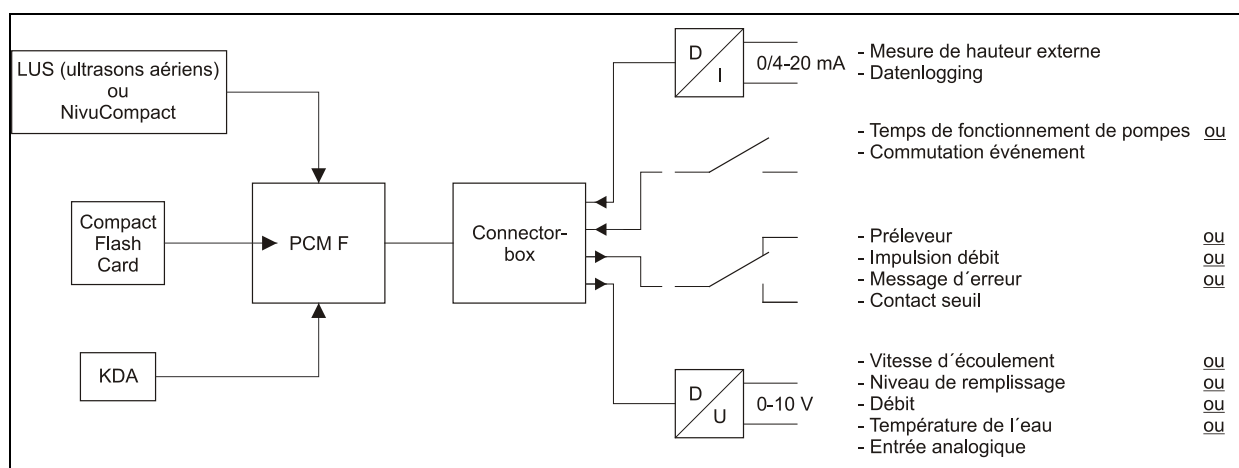 LUS (ultrasons aériens)
ou
NivuCompact
Compact
Flash
Card
KDA
PCM F
Connector-
box
D
I
0/4-20 mA
- Mesure de hauteur externe
- Datenlogging
- Temps de fonctionnement de pompes ou
- Commutation événement
- Préleveur ou
- Impulsion débit ou
- Message d´erreur ou
- Contact seuil
D
U
0-10 V
- Vitesse d´écoulement ou
- Niveau de remplissage ou
- Débit ou
- Température de l´eau ou
- Entrée analogique